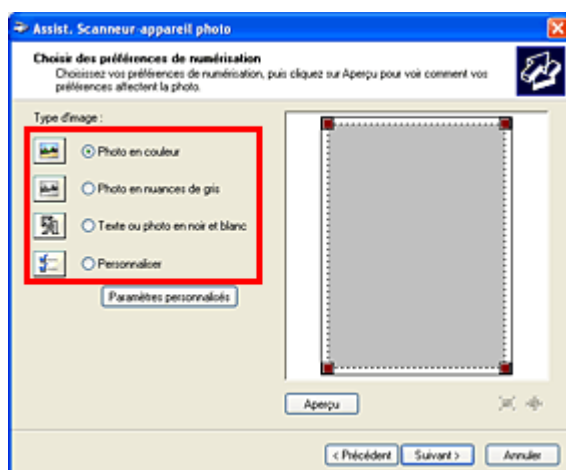 Assist. Scanneur-appareil photo
Choisir des préférences de numérisation
Choisissez vos préférences de numérisation, puis cliquez sur Aperçu pour voir comment vos
préférences affectent la photo.
Type d'image :
Photo en couleur
Photo en nuances de gris
Texte ou photo en noir et blanc
Personnaliser
Paramètres personnalisés
Aperçu
< Précédent
Suivant >
Annuler